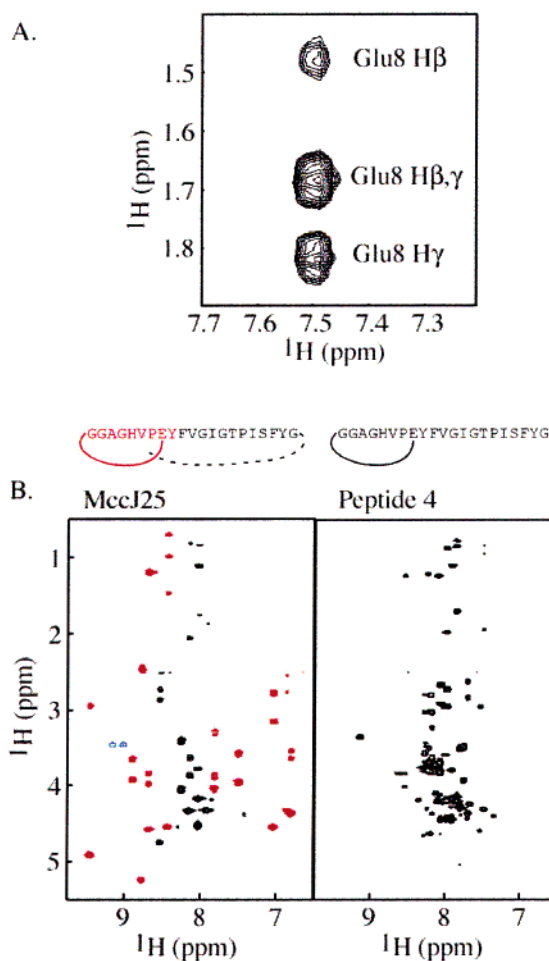 A.
1.5
1.6
1.7
1.8
¹H (ppm)
Glu8 Hβ
Glu8 Hβ,γ
Glu8 Hγ
7.7 7.6 7.5 7.4 7.3
¹H (ppm)
GGAGHVPEYFVGIGTPISFYG
GGAGHVPEYFVGIGTPISFYG
B.
MccJ25
Peptide 4
1
2
3
4
5
¹H (ppm)
9 8 7
9 8 7
¹H (ppm)
¹H (ppm)